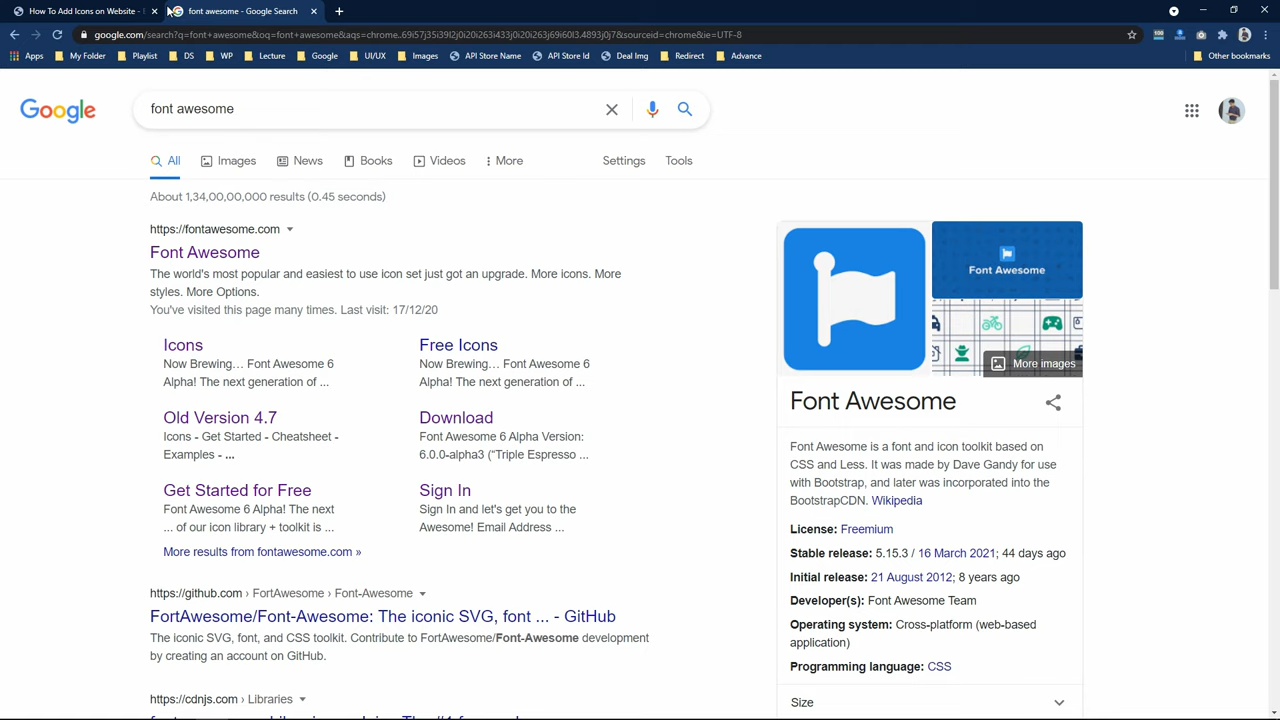 How To Add Icons on Website -
font awesome - Google Search
google.com/search?q=font+awesome&oq=font+awesome&aqs=chrome..69i57j35i39l2j0i20i263i433j0i20i263j69i60l3.4893j0j7&sourceid=chrome&ie=UTF-8
Apps My Folder Playlist DS WP Lecture Google UI/UX Images API Store Name API Store Id Deal Img Redirect Advance Other bookmarks
Google
font awesome
All Images News Books Videos More Settings Tools
About 1,34,00,00,000 results (0.45 seconds)
https://fontawesome.com
Font Awesome
The world's most popular and easiest to use icon set just got an upgrade. More icons. More
styles. More Options.
You've visited this page many times. Last visit: 17/12/20
Icons
Now Brewing… Font Awesome 6
Alpha! The next generation of ...
Free Icons
Now Brewing… Font Awesome 6
Alpha! The next generation of ...
Old Version 4.7
Icons - Get Started - Cheatsheet -
Examples - ...
Download
Font Awesome 6 Alpha Version:
6.0.0-alpha3 ("Triple Espresso ...
Get Started for Free
Font Awesome 6 Alpha! The next
... of our icon library + toolkit is ...
Sign In
Sign In and let's get you to the
Awesome! Email Address ...
More results from fontawesome.com »
https://github.com › FortAwesome › Font-Awesome
FortAwesome/Font-Awesome: The iconic SVG, font ... - GitHub
The iconic SVG, font, and CSS toolkit. Contribute to FortAwesome/Font-Awesome development
by creating an account on GitHub.
https://cdnjs.com › Libraries
Font Awesome
More images
Font Awesome
Font Awesome is a font and icon toolkit based on
CSS and Less. It was made by Dave Gandy for use
with Bootstrap, and later was incorporated into the
BootstrapCDN. Wikipedia
License: Freemium
Stable release: 5.15.3 / 16 March 2021; 44 days ago
Initial release: 21 August 2012; 8 years ago
Developer(s): Font Awesome Team
Operating system: Cross-platform (web-based
application)
Programming language: CSS
Size